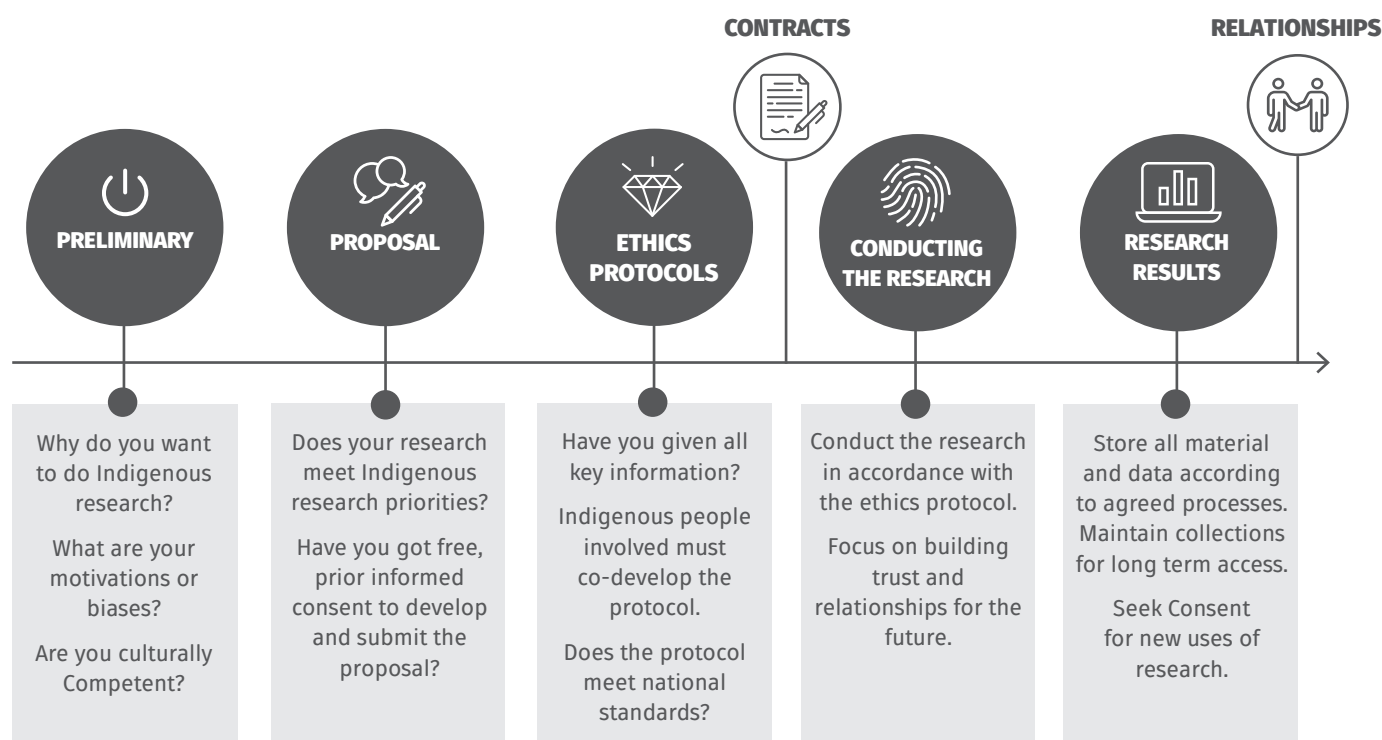 CONTRACTS
RELATIONSHIPS
PRELIMINARY
PROPOSAL
ETHICS
PROTOCOLS
CONDUCTING
THE RESEARCH
RESEARCH
RESULTS
Why do you want
to do Indigenous
research?
What are your
motivations or
biases?
Are you culturally
Competent?
Does your research
meet Indigenous
research priorities?
Have you got free,
prior informed
consent to develop
and submit the
proposal?
Have you given all
key information?
Indigenous people
involved must
co-develop the
protocol.
Does the protocol
meet national
standards?
Conduct the research
in accordance with
the ethics protocol.
Focus on building
trust and
relationships for the
future.
Store all material
and data according
to agreed processes.
Maintain collections
for long term access.
Seek Consent
for new uses of
research.